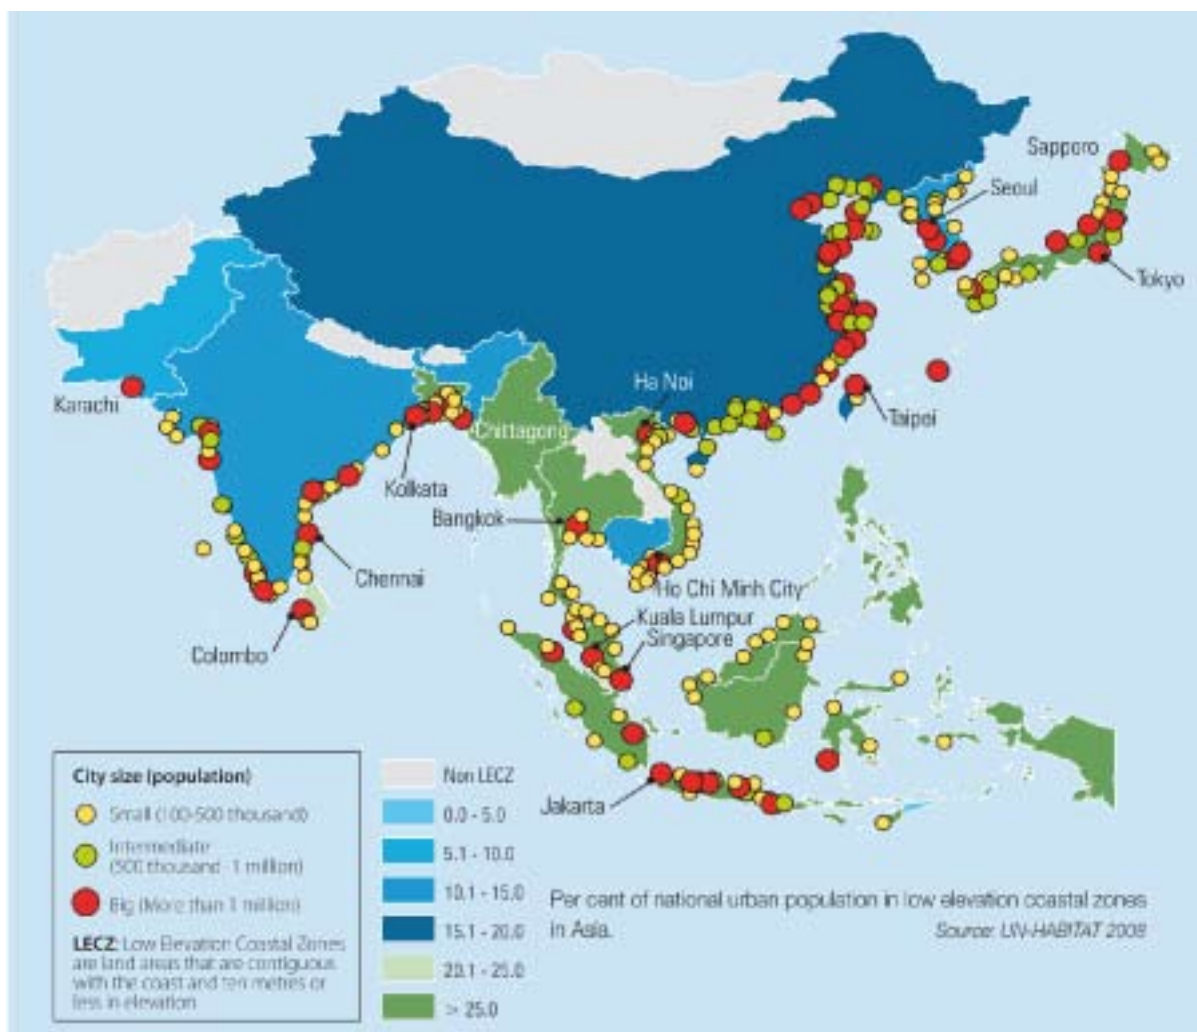 Sapporo
Seoul
Tokyo
Karachi
Ha Noi
Taipei
Chittagong
Kolkata
Bangkok
Chennai
Ho Chi Minh City
Kuala Lumpur
Singapore
Colombo
Jakarta
City size (population)
Small (100-500 thousand)
Intermediate
(500 thousand - 1 million)
Big (More than 1 million)
LECZ: Low Elevation Coastal Zones
are land areas that are contiguous
with the coast and ten metres or
less in elevation
Non LECZ
0.0 - 5.0
5.1 - 10.0
10.1 - 15.0
15.1 - 20.0
20.1 - 25.0
> 25.0
Per cent of national urban population in low elevation coastal zones
in Asia.
Source: UN-HABITAT 2008